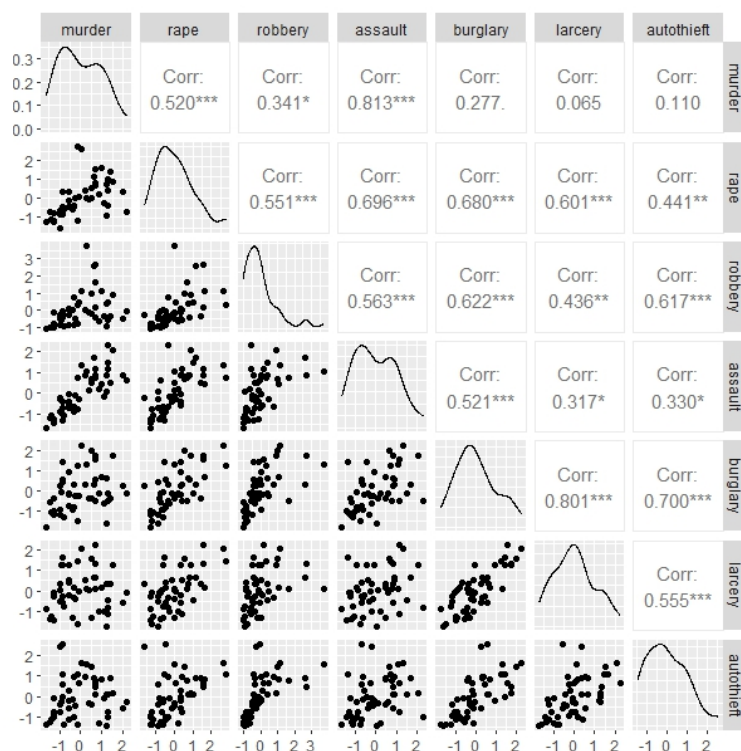 murder rape robbery assault burglary larcery autothieft
0.3
0.2
0.1
0.0
Corr:
0.520***
Corr:
0.341*
Corr:
0.813***
Corr:
0.277.
Corr:
0.065
Corr:
0.110
murder
2
1
0
-1
Corr:
0.551***
Corr:
0.696***
Corr:
0.680***
Corr:
0.601***
Corr:
0.441**
rape
3
2
1
0
-1
Corr:
0.563***
Corr:
0.622***
Corr:
0.436**
Corr:
0.617***
robbery
2
1
0
-1
Corr:
0.521***
Corr:
0.317*
Corr:
0.330*
assault
2
1
0
-1
Corr:
0.801***
Corr:
0.700***
burglary
2
1
0
-1
Corr:
0.555***
larcery
2
1
0
-1
autothieft
-1 0 1 2 -1 0 1 2 -1 0 1 2 3 -1 0 1 2 -1 0 1 2 -1 0 1 2 -1 0 1 2